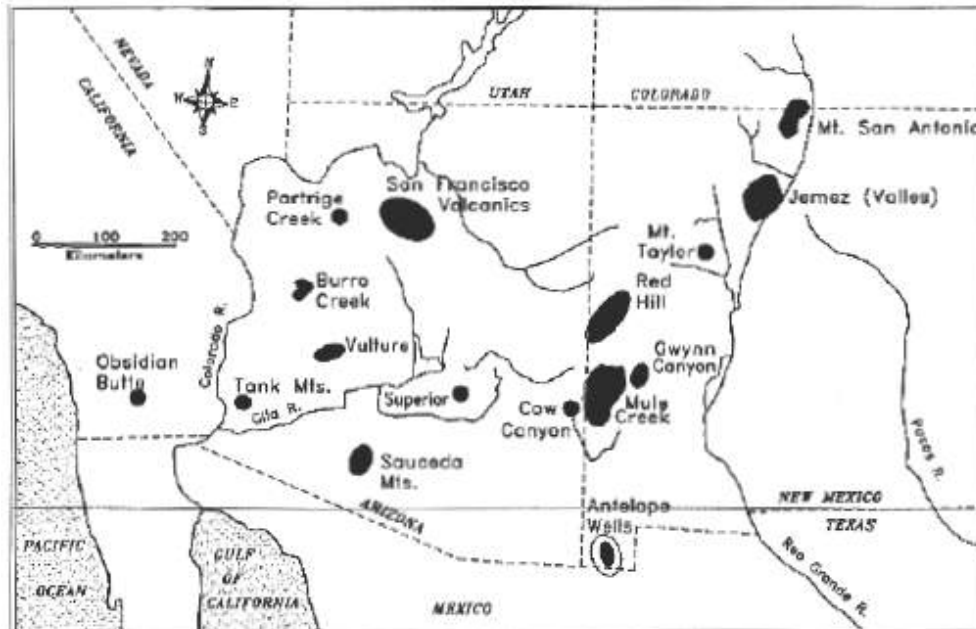 NEVADA
CALIFORNIA
N
W E
S
UTAH
COLORADO
Mt. San Antonio
Jemez (Valles)
San Francisco
Volcanics
Partrige
Creek
Mt.
Taylor
0 100 200
Kilometers
Red
Hill
Burro
Creek
Colorado R.
Vulture
Gwynn
Canyon
Obsidian
Butte
Tank Mts.
Gila R.
Superior
Cow
Canyon
Mule
Creek
Pecos R.
Sauceda
Mts.
ARIZONA
Antelope
Wells
NEW MEXICO
TEXAS
PACIFIC
OCEAN
GULF
OF
CALIFORNIA
MEXICO
Reo Grande R.